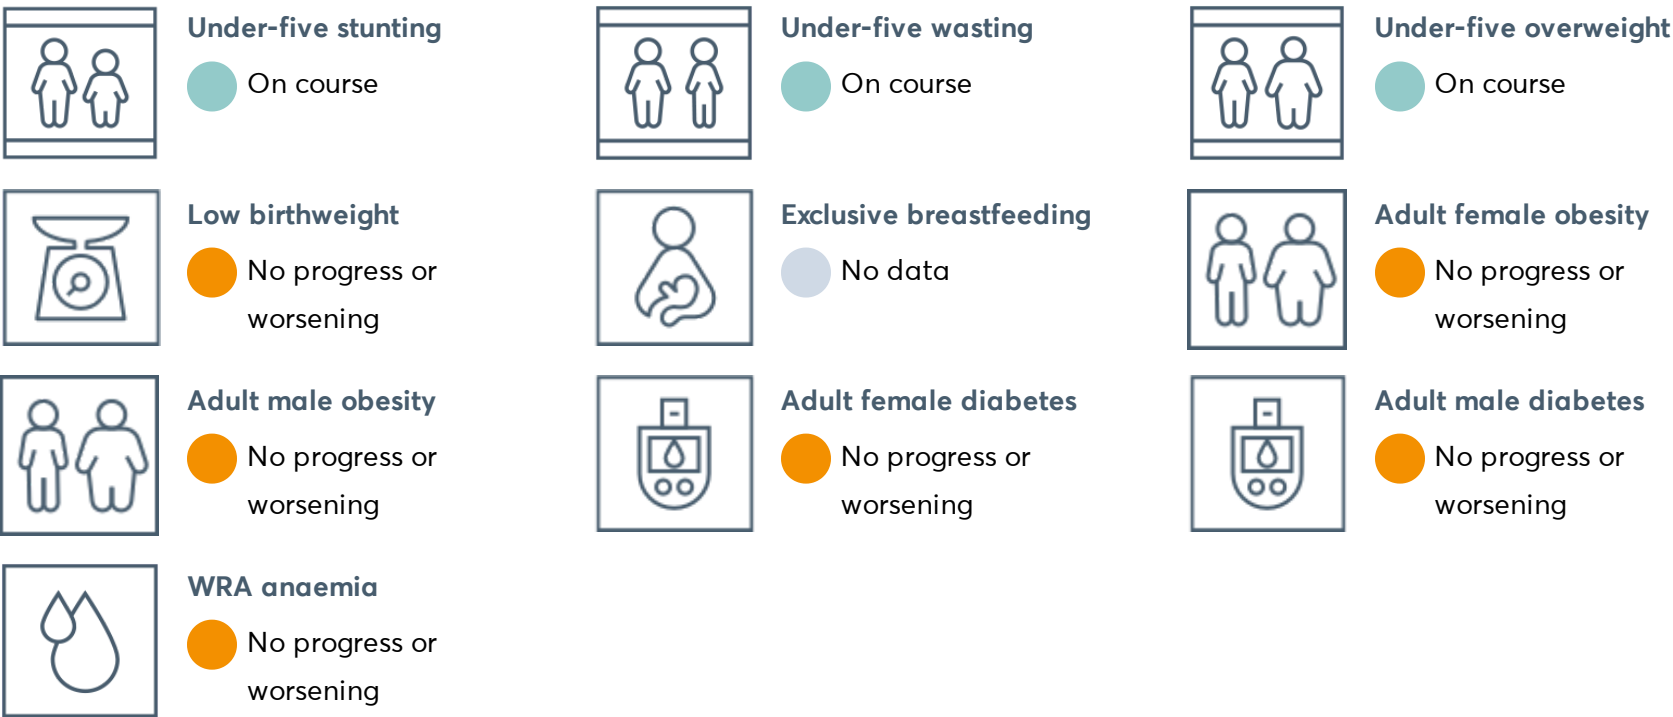 Under-five stunting
On course
Under-five wasting
On course
Under-five overweight
On course
Low birthweight
No progress or
worsening
Exclusive breastfeeding
No data
Adult female obesity
No progress or
worsening
Adult male obesity
No progress or
worsening
Adult female diabetes
No progress or
worsening
Adult male diabetes
No progress or
worsening
WRA anaemia
No progress or
worsening